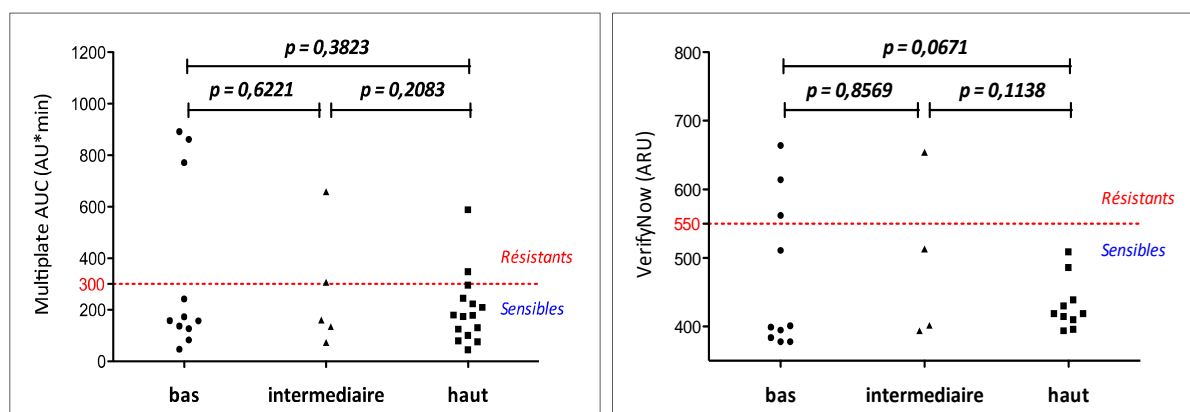 p = 0,3823
p = 0,6221
p = 0,2083
Multiplate AUC (AU*min)
1200
1000
800
600
400
300
200
0
Résistants
Sensibles
bas
intermediaire
haut
p = 0,0671
p = 0,8569
p = 0,1138
VerifyNow (ARU)
800
700
600
550
500
400
Résistants
Sensibles
bas
intermediaire
haut